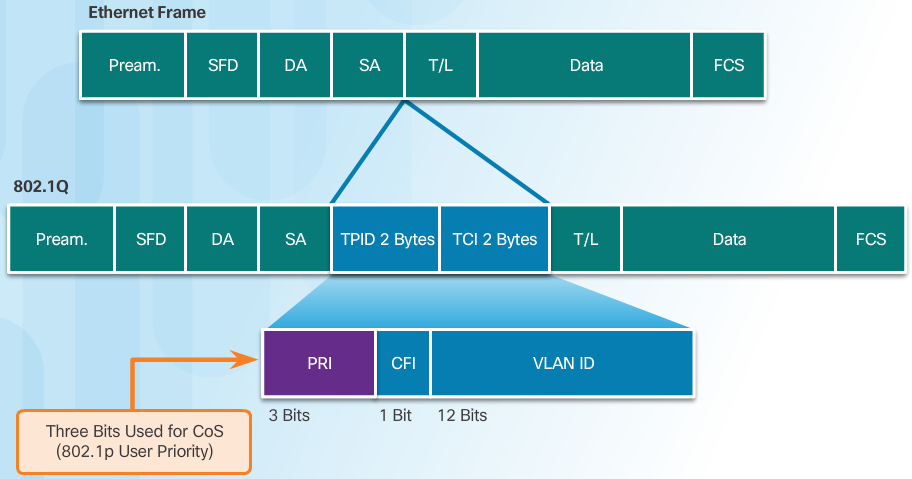 Ethernet Frame
Pream. SFD DA SA T/L Data FCS
802.1Q
Pream. SFD DA SA TPID 2 Bytes TCI 2 Bytes T/L Data FCS
PRI CFI VLAN ID
3 Bits 1 Bit 12 Bits
Three Bits Used for CoS
(802.1p User Priority)